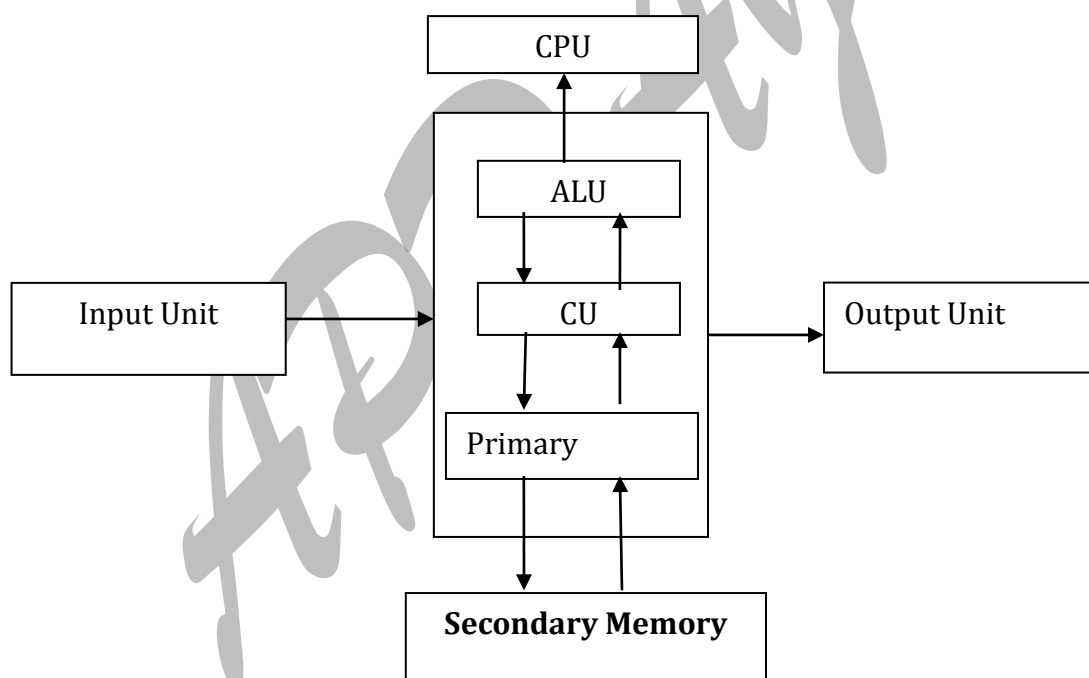 CPU
ALU
Input Unit
CU
Output Unit
Primary
Secondary Memory